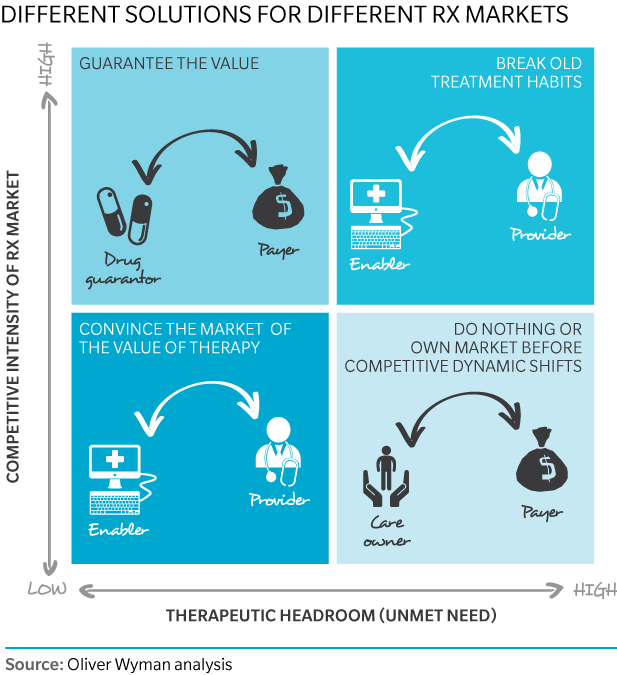 DIFFERENT SOLUTIONS FOR DIFFERENT RX MARKETS
HIGH
COMPETITIVE INTENSITY OF RX MARKET
GUARANTEE THE VALUE
$
Drug
guarantor
Payer
BREAK OLD
TREATMENT HABITS
Enabler
Provider
CONVINCE THE MARKET OF
THE VALUE OF THERAPY
Enabler
Provider
DO NOTHING OR
OWN MARKET BEFORE
COMPETITIVE DYNAMIC SHIFTS
$
Care
owner
Payer
LOW
HIGH
THERAPEUTIC HEADROOM (UNMET NEED)
Source: Oliver Wyman analysis